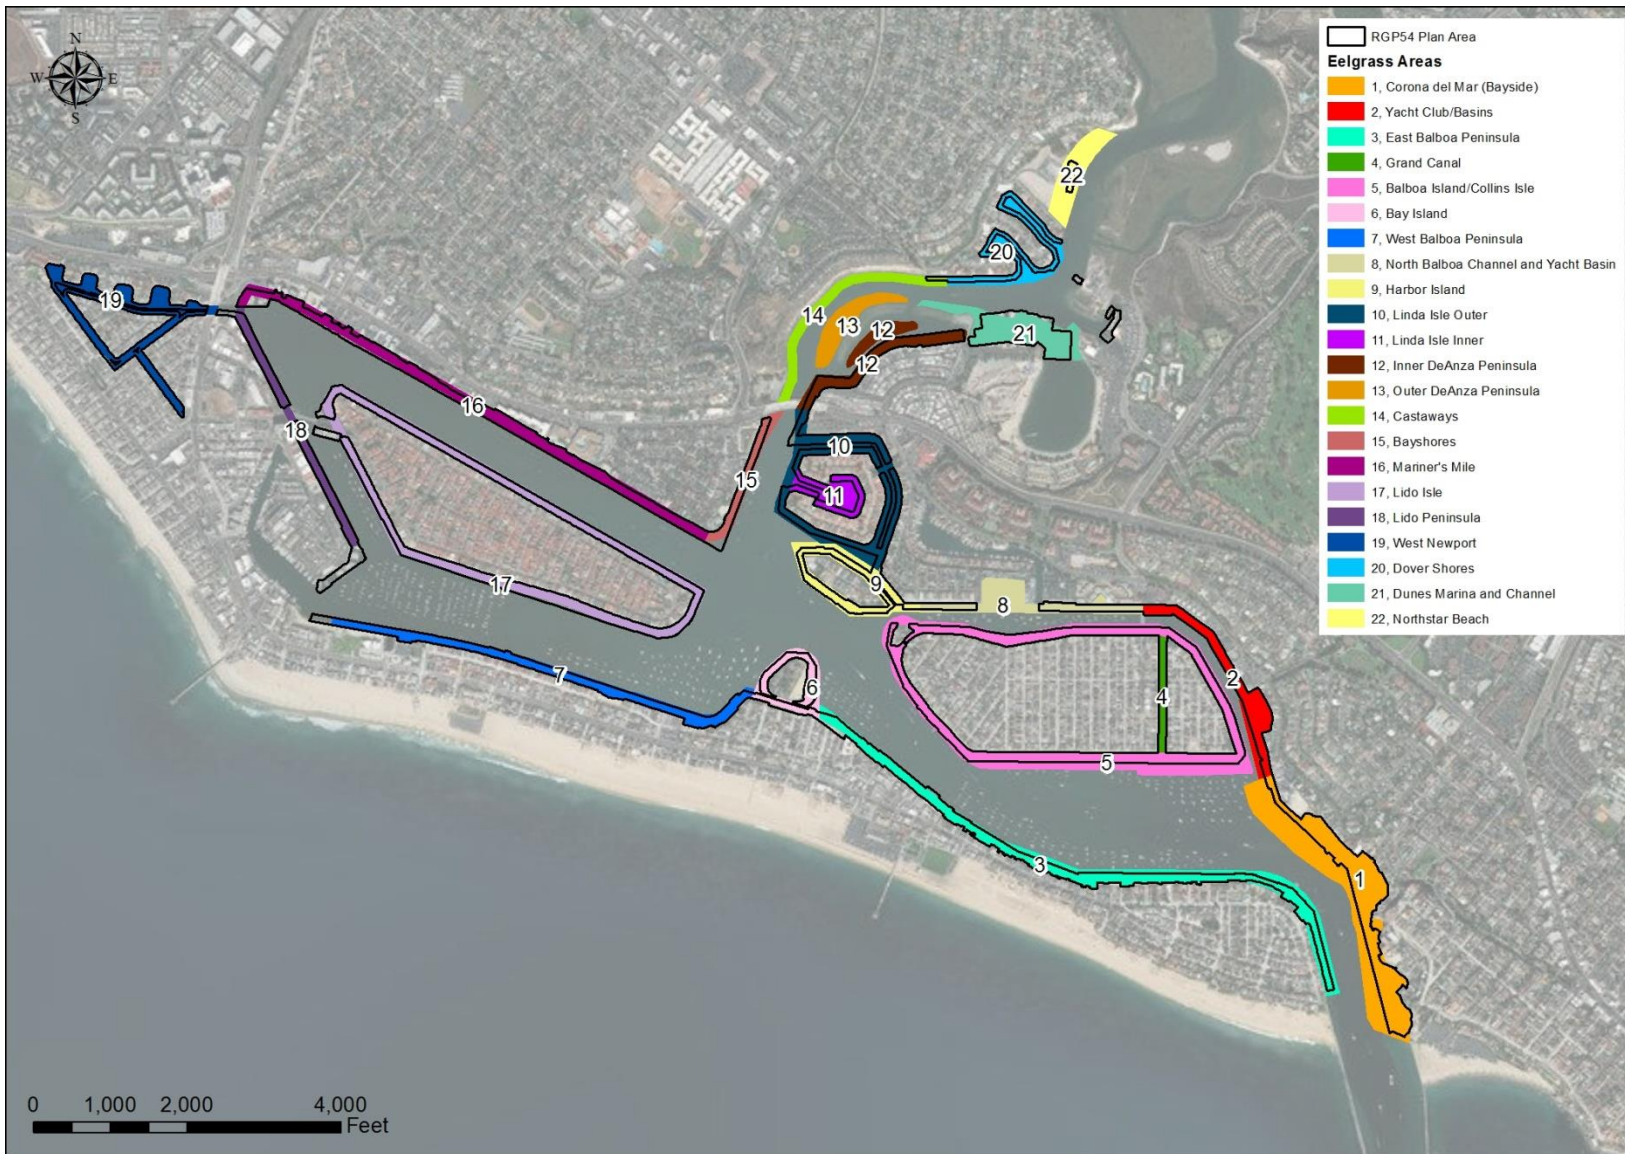 N
W E
S
RGP54 Plan Area
Eelgrass Areas
1, Corona del Mar (Bayside)
2, Yacht Club/Basins
3, East Balboa Peninsula
4, Grand Canal
5, Balboa Island/Collins Isle
6, Bay Island
7, West Balboa Peninsula
8, North Balboa Channel and Yacht Basin
9, Harbor Island
10, Linda Isle Outer
11, Linda Isle Inner
12, Inner DeAnza Peninsula
13, Outer DeAnza Peninsula
14, Castaways
15, Bayshores
16, Mariner's Mile
17, Lido Isle
18, Lido Peninsula
19, West Newport
20, Dover Shores
21, Dunes Marina and Channel
22, Northstar Beach
22
20
19
14
13
12
21
12
16
18
10
15
11
17
9
8
7
6
2
4
5
3
1
0 1,000 2,000 4,000
Feet